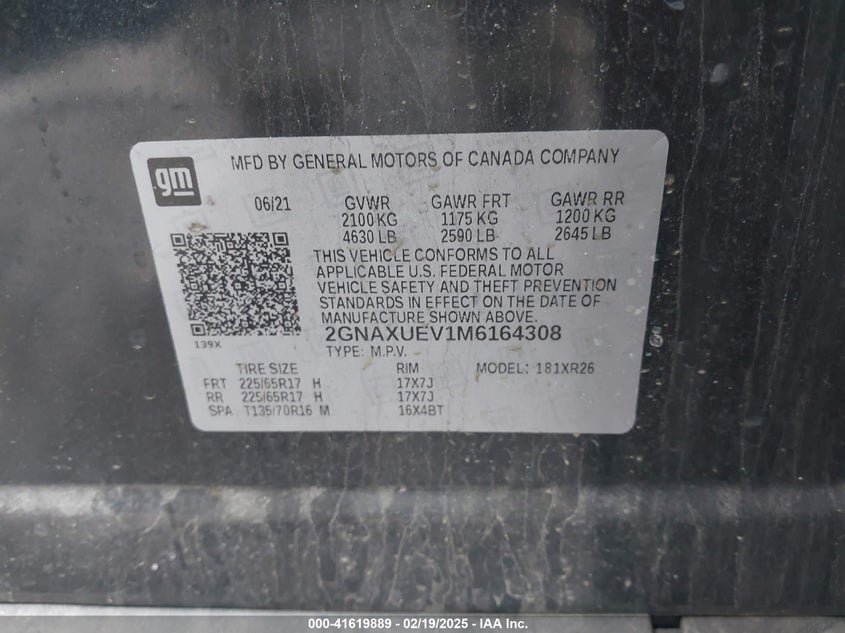 gm
MFD BY GENERAL MOTORS OF CANADA COMPANY
06/21 GVWR GAWR FRT GAWR RR
2100 KG 1175 KG 1200 KG
4630 LB 2590 LB 2645 LB
THIS VEHICLE CONFORMS TO ALL
APPLICABLE U.S. FEDERAL MOTOR
VEHICLE SAFETY AND THEFT PREVENTION
STANDARDS IN EFFECT ON THE DATE OF
MANUFACTURE SHOWN ABOVE.
139X
2GNAXUEV1M6164308
TYPE: M.P.V. MODEL: 181XR26
TIRE SIZE RIM
FRT 225/65R17 H 17X7J
RR 225/65R17 H 17X7J
SPA T135/70R16 M 16X4BT
000-41619889 - 02/19/2025 - IAA Inc.